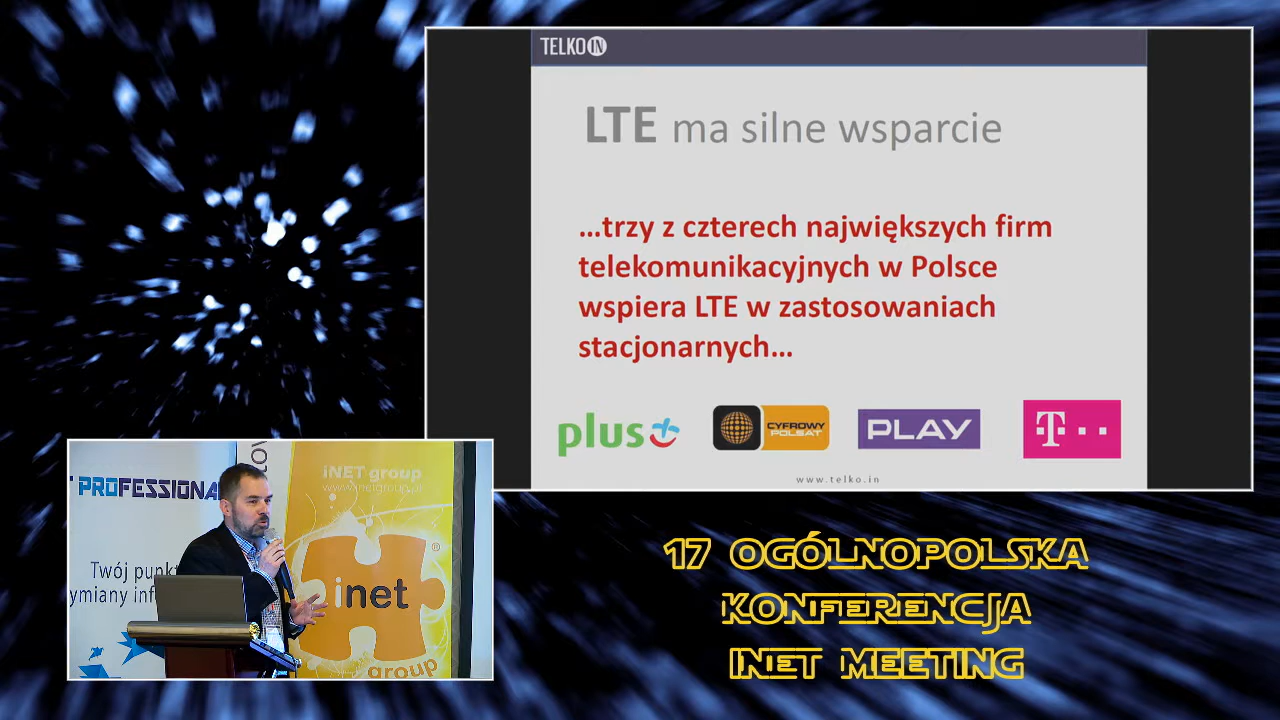 TELKO IN
LTE ma silne wsparcie
...trzy z czterech największych firm
telekomunikacyjnych w Polsce
wspiera LTE w zastosowaniach
stacjonarnych...
plus
CYFROWY
POLSAT
PLAY
T
www.telko.in
PROFESSIONA
Twój punkt
ymiany inf
iNET group
www.inetgroup.pl
®
inet
group
17 OGÓLNOPOLSKA
KONFERENCJA
INET MEETING